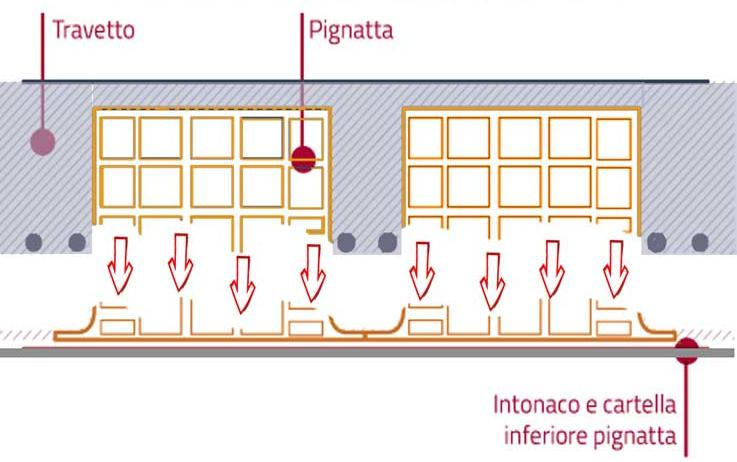 Travetto
Pignatta
Intonaco e cartella
inferiore pignatta